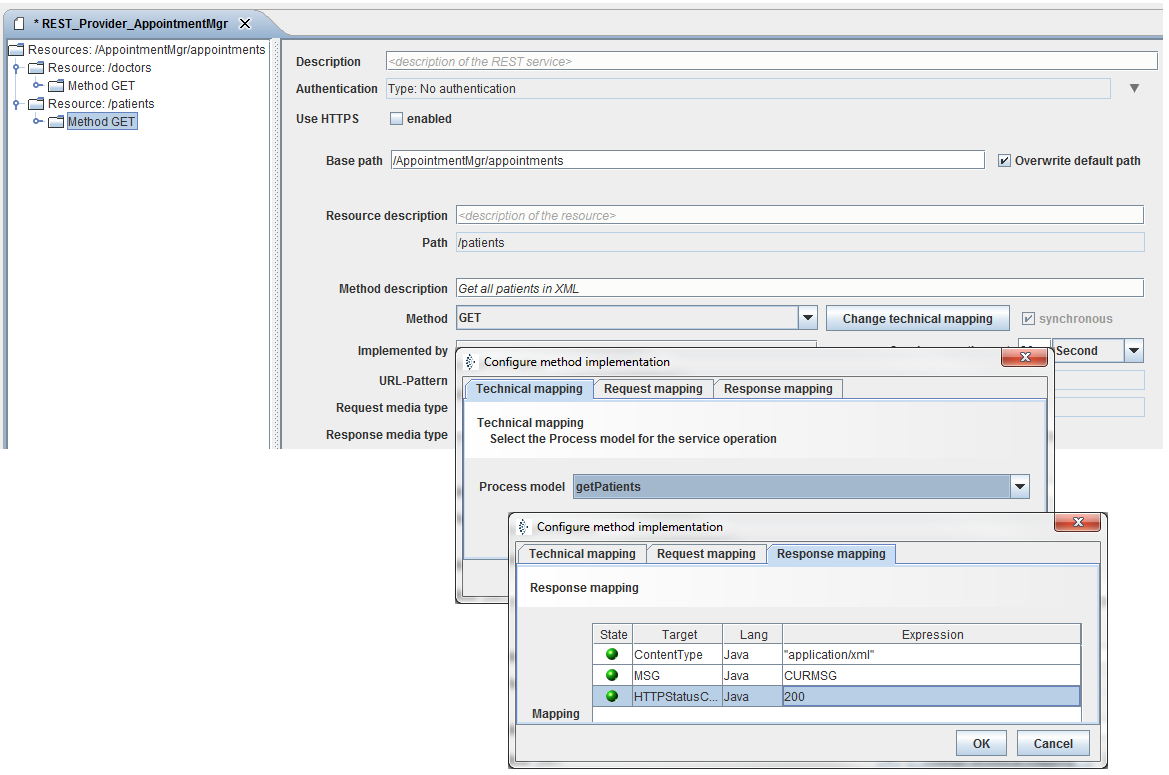 * REST_Provider_AppointmentMgr
Resources: /AppointmentMgr/appointments
Resource: /doctors
Method GET
Resource: /patients
Method GET
Description <description of the REST service>
Authentication Type: No authentication
Use HTTPS enabled
Base path /AppointmentMgr/appointments Overwrite default path
Resource description <description of the resource>
Path /patients
Method description Get all patients in XML
Method GET Change technical mapping synchronous
Implemented by Second
URL-Pattern
Request media type
Response media type
Configure method implementation
Technical mapping Request mapping Response mapping
Technical mapping
Select the Process model for the service operation
Process model getPatients
Configure method implementation
Technical mapping Request mapping Response mapping
Response mapping
State Target Lang Expression
ContentType Java "application/xml"
MSG Java CURMSG
HTTPStatusC... Java 200
Mapping
OK Cancel